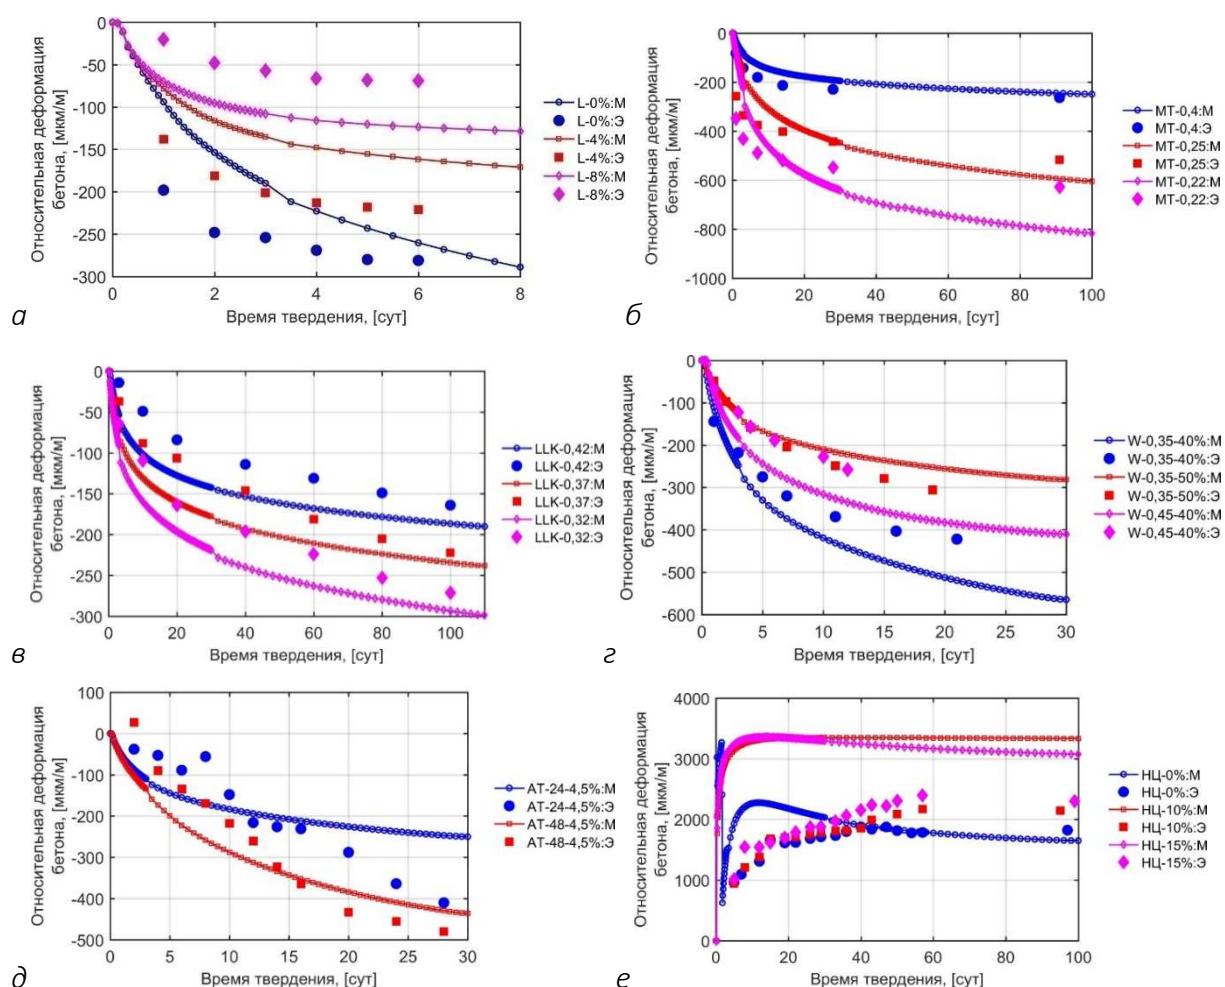 0
-50
-100
-150
-200
-250
-300
0 2 4 6 8
Относительная деформация
бетона, [мкм/м]
Время твердения, [сут]
L-0%:М
L-0%:Э
L-4%:М
L-4%:Э
L-8%:М
L-8%:Э
а
0
-200
-400
-600
-800
-1000
0 20 40 60 80 100
Относительная деформация
бетона, [мкм/м]
Время твердения, [сут]
МТ-0,4:М
МТ-0,4:Э
МТ-0,25:М
МТ-0,25:Э
МТ-0,22:М
МТ-0,22:Э
б
0
-50
-100
-150
-200
-250
-300
0 20 40 60 80 100
Относительная деформация
бетона, [мкм/м]
Время твердения, [сут]
LLK-0,42:М
LLK-0,42:Э
LLK-0,37:М
LLK-0,37:Э
LLK-0,32:М
LLK-0,32:Э
в
0
-100
-200
-300
-400
-500
-600
0 5 10 15 20 25 30
Относительная деформация
бетона, [мкм/м]
Время твердения, [сут]
W-0,35-40%:М
W-0,35-40%:Э
W-0,35-50%:М
W-0,35-50%:Э
W-0,45-40%:М
W-0,45-40%:Э
г
100
0
-100
-200
-300
-400
-500
0 5 10 15 20 25 30
Относительная деформация
бетона, [мкм/м]
Время твердения, [сут]
АТ-24-4,5%:М
АТ-24-4,5%:Э
АТ-48-4,5%:М
АТ-48-4,5%:Э
д
4000
3000
2000
1000
0
0 20 40 60 80 100
Относительная деформация
бетона, [мкм/м]
Время твердения, [сут]
НЦ-0%:М
НЦ-0%:Э
НЦ-10%:М
НЦ-10%:Э
НЦ-15%:М
НЦ-15%:Э
е